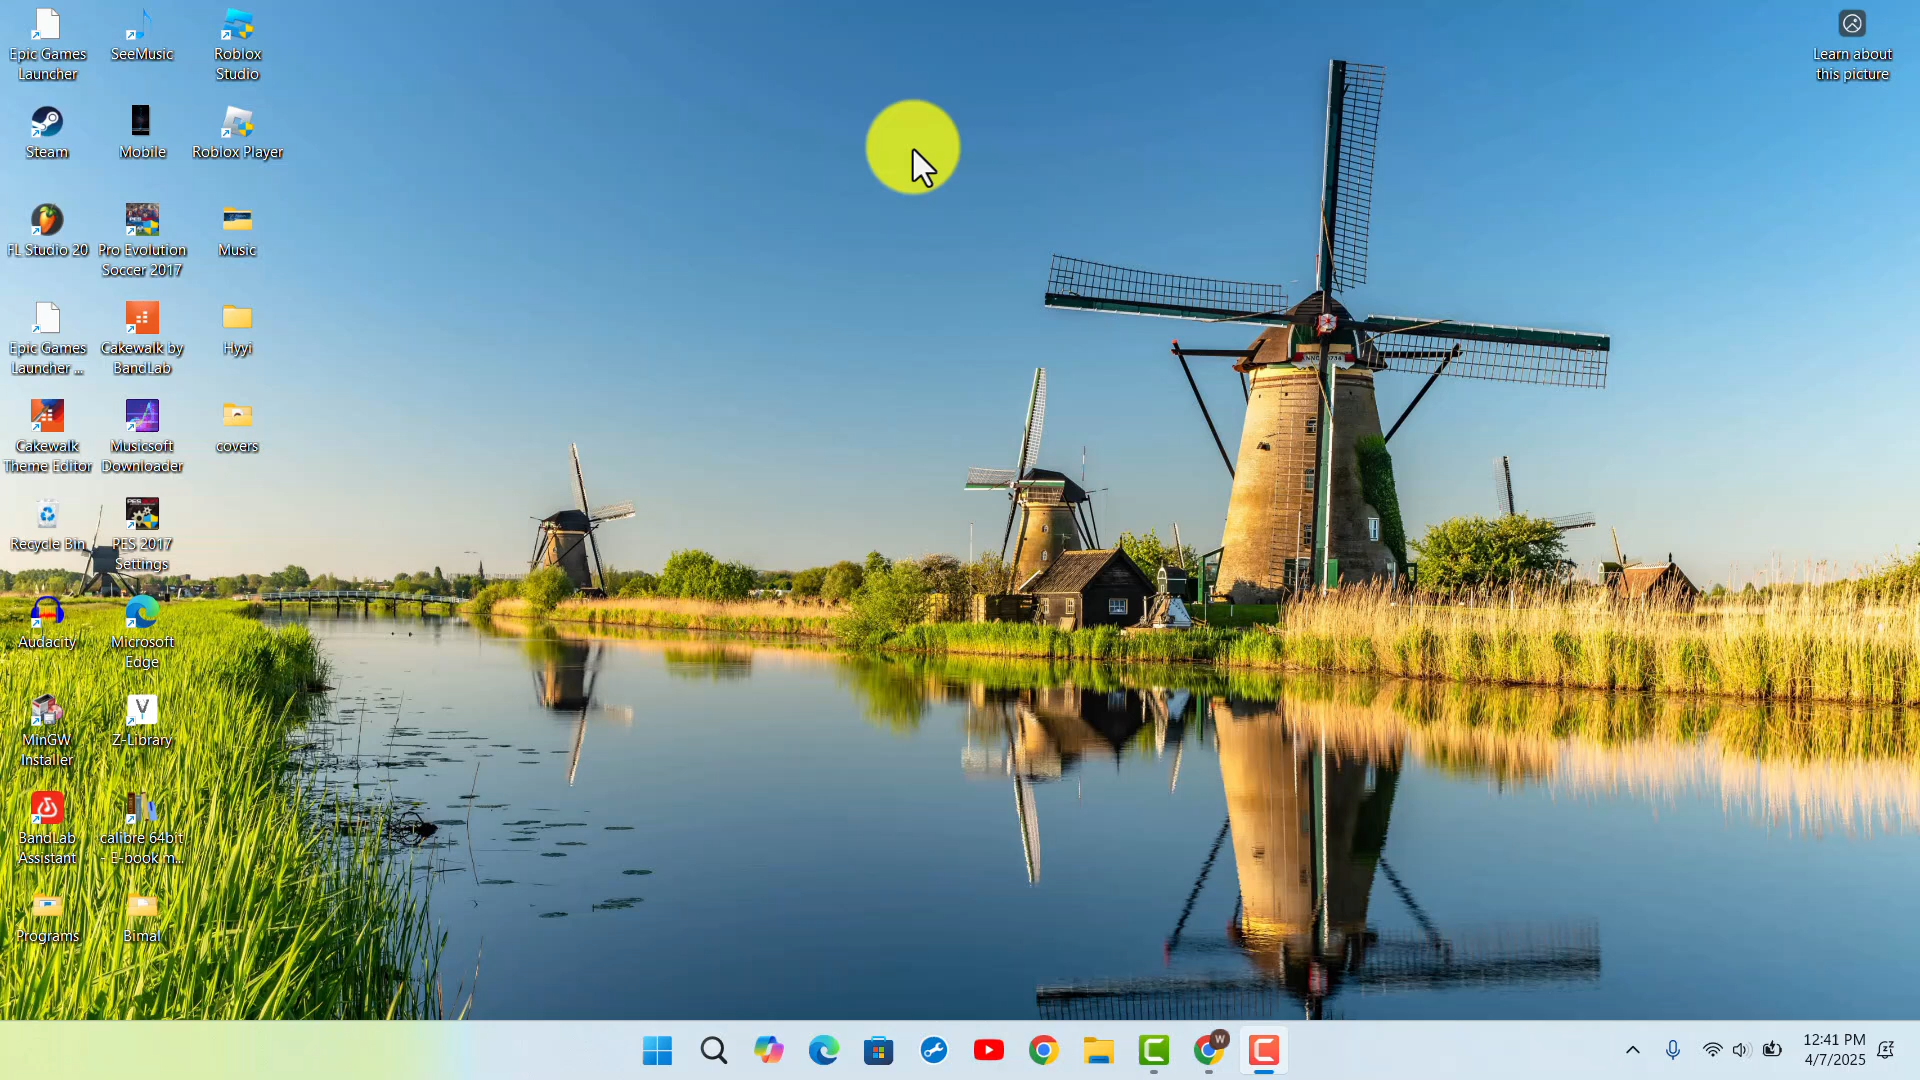 Epic Games
Launcher
SeeMusic
Roblox
Studio
Learn about
this picture
Steam
Mobile
Roblox Player
FL Studio 20
Pro Evolution
Soccer 2017
Music
Epic Games
Launcher ...
Cakewalk by
BandLab
Hyyi
Cakewalk
Theme Editor
Musicsoft
Downloader
covers
Recycle Bin
PES 2017
Settings
Audacity
Microsoft
Edge
MinGW
Installer
Z-Library
BandLab
Assistant
calibre 64bit
- E-book m...
Programs
Bimal
W
12:41 PM
4/7/2025